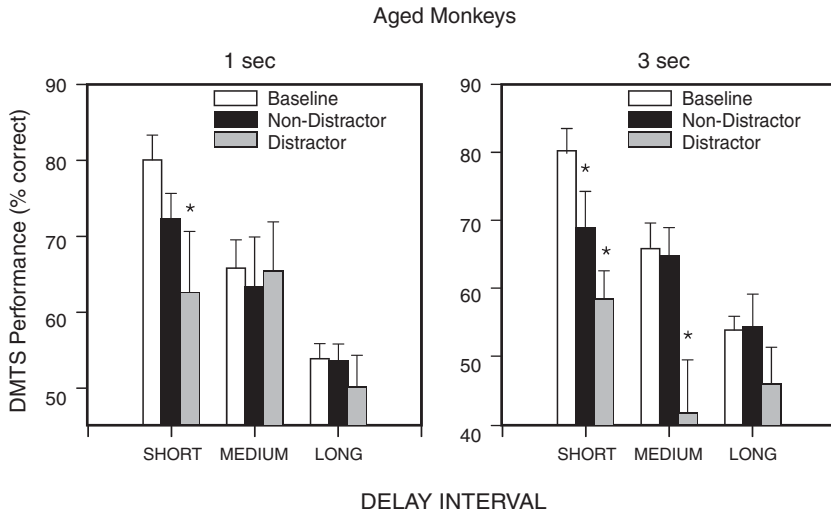 Aged Monkeys
1 sec
3 sec
DMTS Performance (% correct)
90
80
70
60
50
Baseline
Non-Distractor
Distractor
*
SHORT MEDIUM LONG
90
80
70
60
50
40
Baseline
Non-Distractor
Distractor
*
*
*
SHORT MEDIUM LONG
DELAY INTERVAL